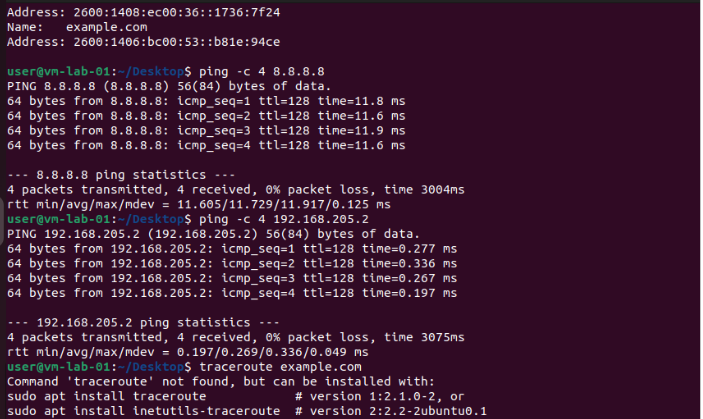 Address: 2600:1408:ec00:36::1736:7f24
Name:   example.com
Address: 2600:1406:bc00:53::b81e:94ce

user@vm-lab-01:~/Desktop$ ping -c 4 8.8.8.8
PING 8.8.8.8 (8.8.8.8) 56(84) bytes of data.
64 bytes from 8.8.8.8: icmp_seq=1 ttl=128 time=11.8 ms
64 bytes from 8.8.8.8: icmp_seq=2 ttl=128 time=11.6 ms
64 bytes from 8.8.8.8: icmp_seq=3 ttl=128 time=11.9 ms
64 bytes from 8.8.8.8: icmp_seq=4 ttl=128 time=11.6 ms

--- 8.8.8.8 ping statistics ---
4 packets transmitted, 4 received, 0% packet loss, time 3004ms
rtt min/avg/max/mdev = 11.605/11.729/11.917/0.125 ms
user@vm-lab-01:~/Desktop$ ping -c 4 192.168.205.2
PING 192.168.205.2 (192.168.205.2) 56(84) bytes of data.
64 bytes from 192.168.205.2: icmp_seq=1 ttl=128 time=0.277 ms
64 bytes from 192.168.205.2: icmp_seq=2 ttl=128 time=0.336 ms
64 bytes from 192.168.205.2: icmp_seq=3 ttl=128 time=0.267 ms
64 bytes from 192.168.205.2: icmp_seq=4 ttl=128 time=0.197 ms

--- 192.168.205.2 ping statistics ---
4 packets transmitted, 4 received, 0% packet loss, time 3075ms
rtt min/avg/max/mdev = 0.197/0.269/0.336/0.049 ms
user@vm-lab-01:~/Desktop$ traceroute example.com
Command 'traceroute' not found, but can be installed with:
sudo apt install traceroute            # version 1:2.1.0-2, or
sudo apt install inetutils-traceroute  # version 2:2.2-2ubuntu0.1